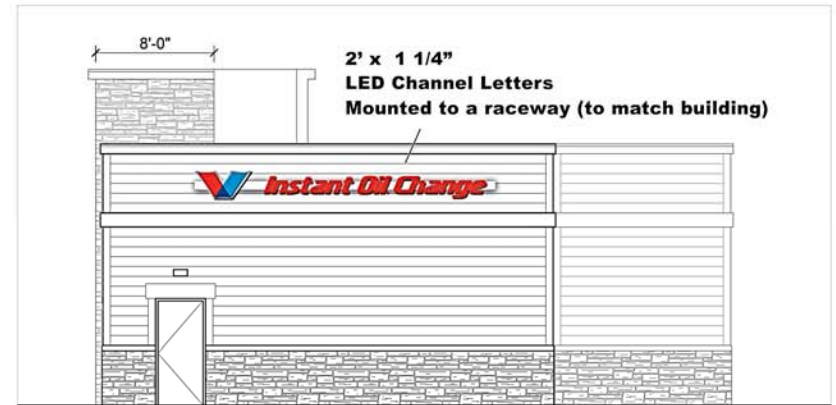 8'-0"
2' x 1 1/4”
LED Channel Letters
Mounted to a raceway (to match building)
Instant Oil Change